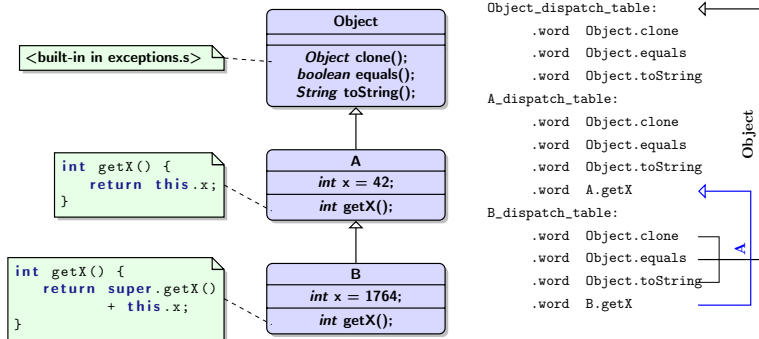 Object
Object clone();
boolean equals();
String toString();
<built-in in exceptions.s>
A
int x = 42;
int getX();
int getX() {
return this.x;
}
B
int x = 1764;
int getX();
int getX() {
return super.getX()
+ this.x;
}
Object_dispatch_table:
.word Object.clone
.word Object.equals
.word Object.toString
A_dispatch_table:
.word Object.clone
.word Object.equals
.word Object.toString
.word A.getX
B_dispatch_table:
.word Object.clone
.word Object.equals
.word Object.toString
.word B.getX
A
Object